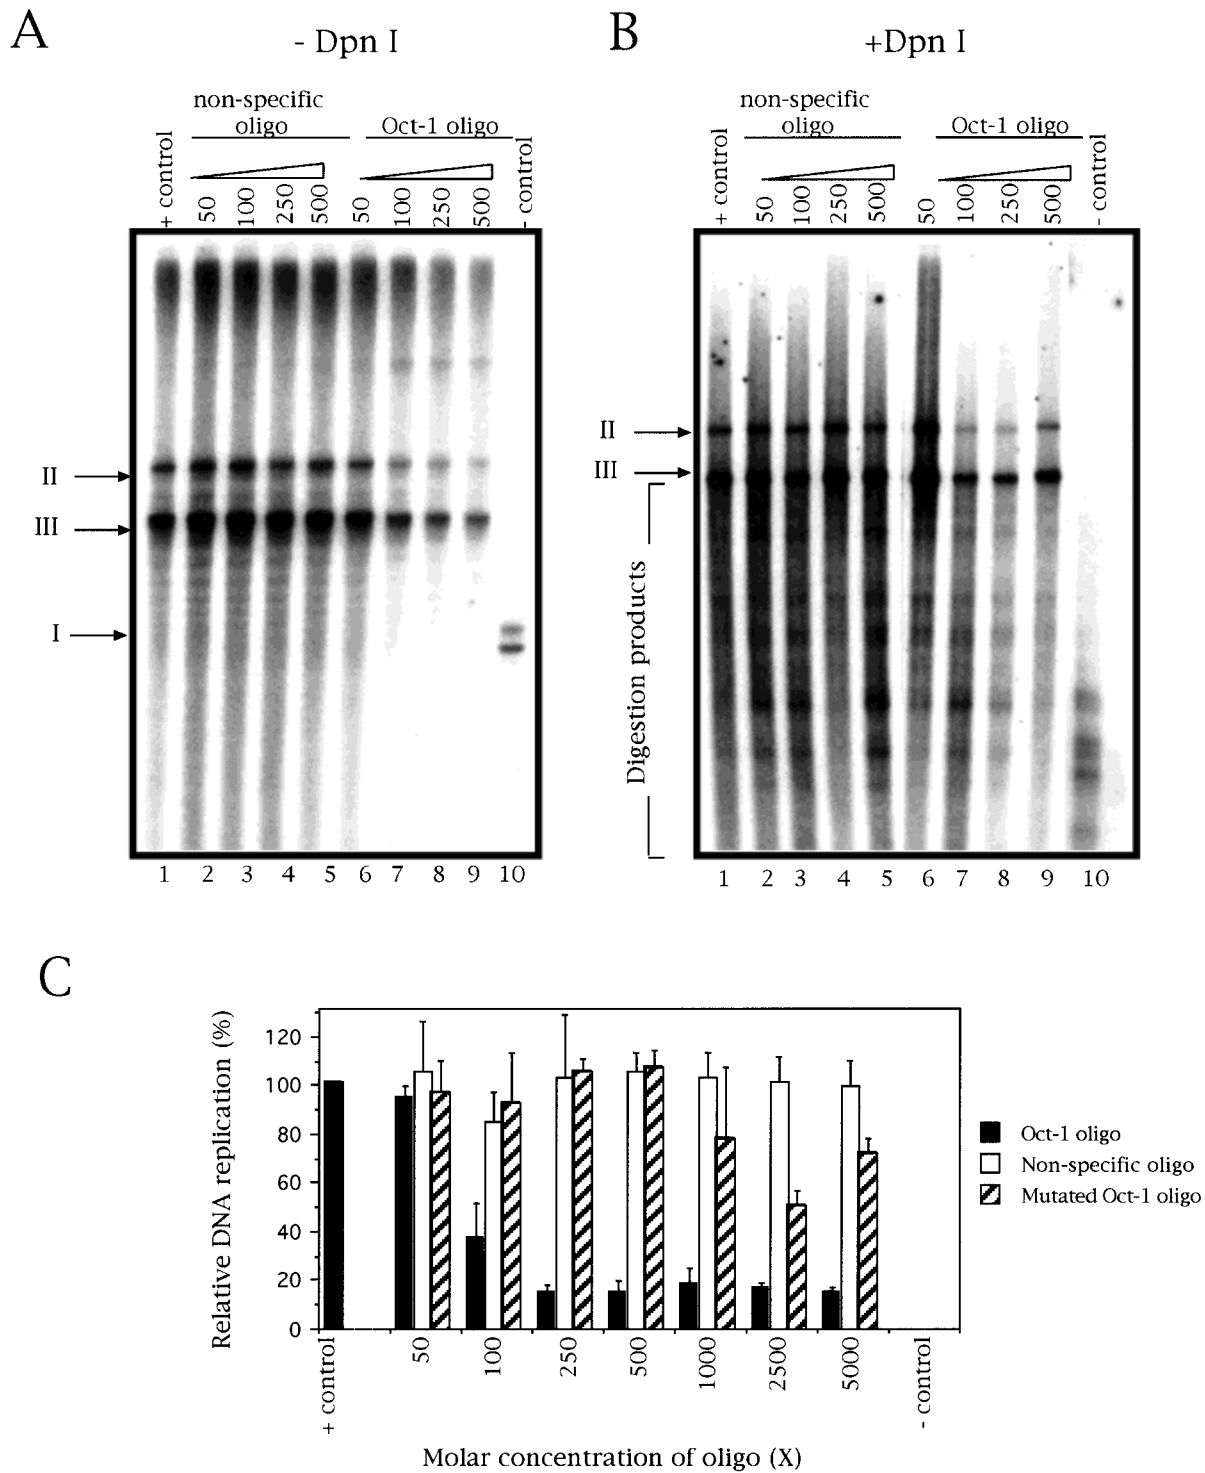 A
- Dpn I
non-specific
oligo
Oct-1 oligo
+ control
50
100
250
500
50
100
250
500
- control
II
III
I
1 2 3 4 5 6 7 8 9 10
B
+Dpn I
non-specific
oligo
Oct-1 oligo
+ control
50
100
250
500
50
100
250
500
- control
II
III
Digestion products
1 2 3 4 5 6 7 8 9 10
C
Relative DNA replication (%)
120
100
80
60
40
20
0
+ control
50
100
250
500
1000
2500
5000
- control
Molar concentration of oligo (X)
Oct-1 oligo
Non-specific oligo
Mutated Oct-1 oligo